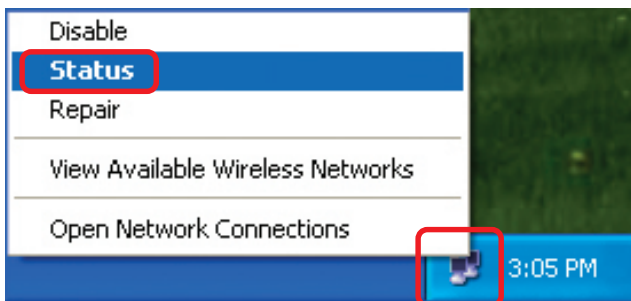 Disable
Status
Repair
View Available Wireless Networks
Open Network Connections
3:05 PM